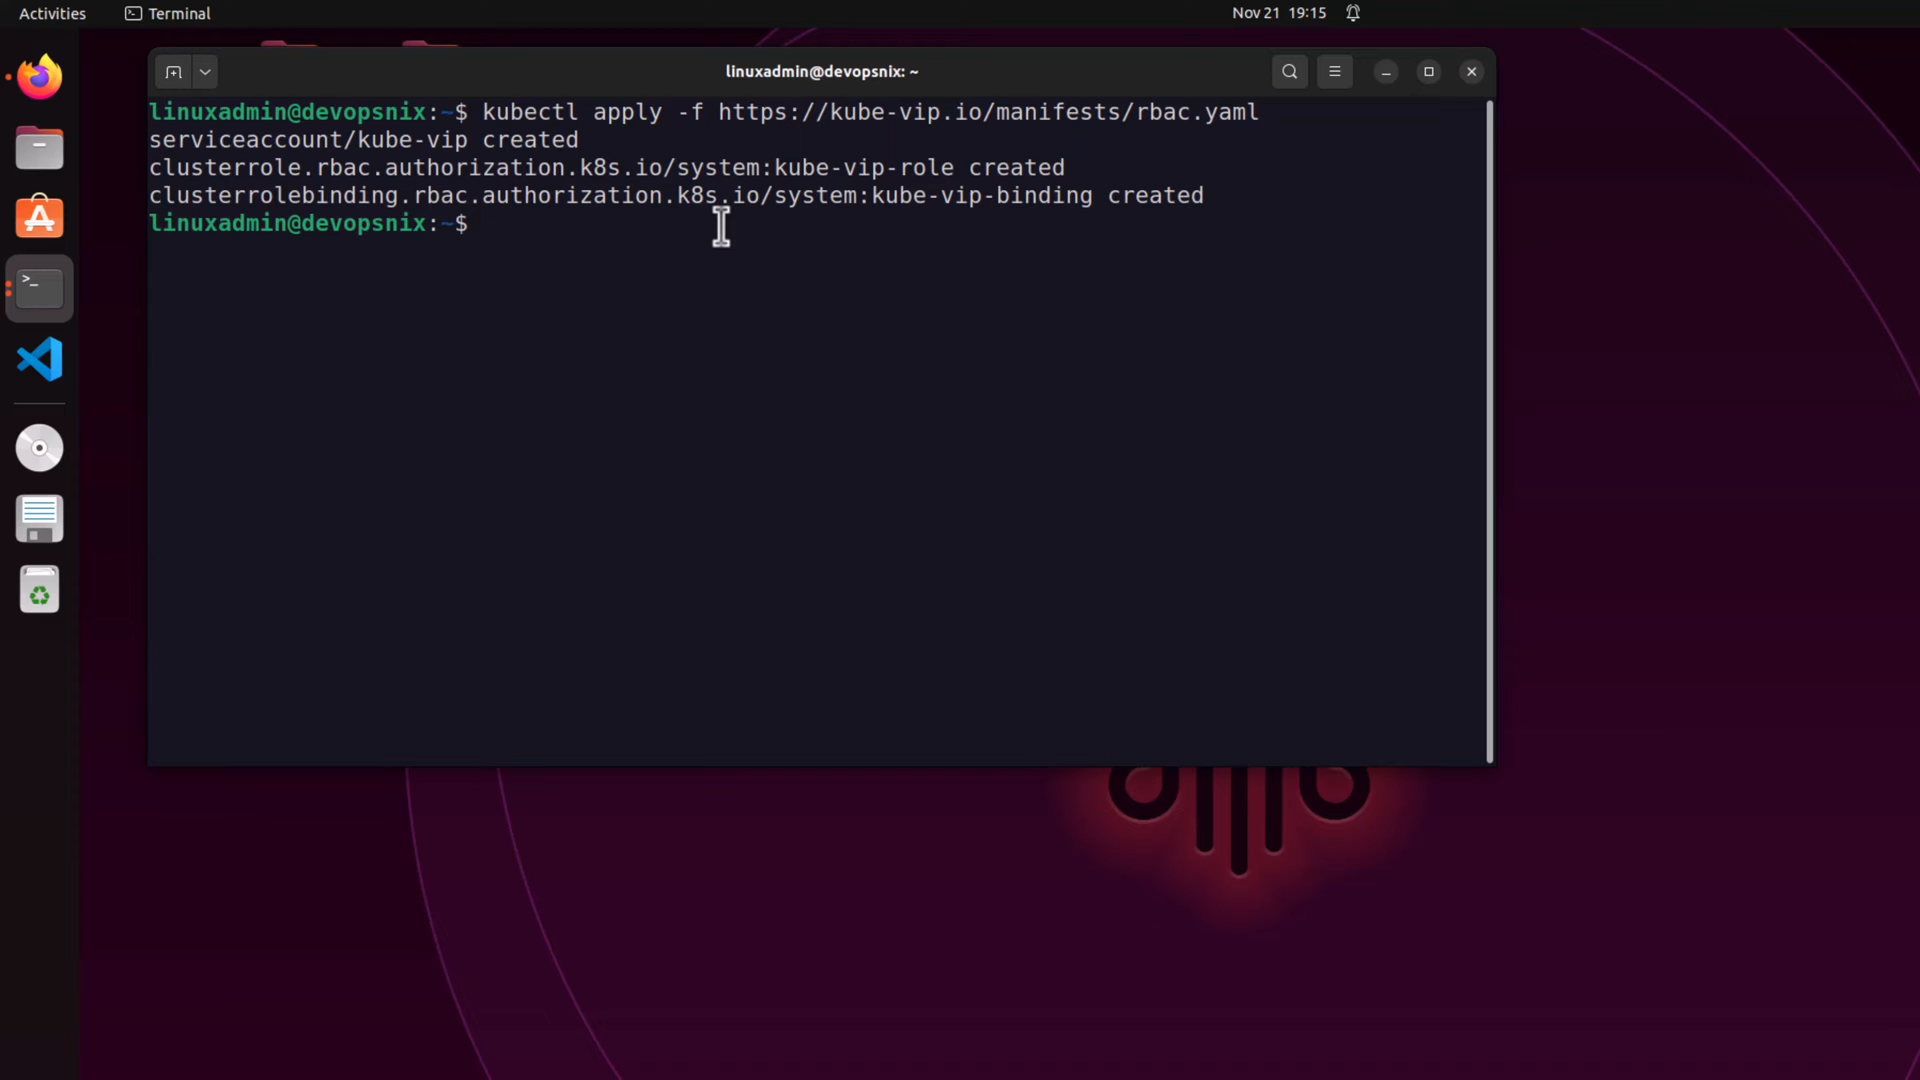 Activities
Terminal
Nov 21 19:15
linuxadmin@devopsnix: ~
linuxadmin@devopsnix:~$ kubectl apply -f https://kube-vip.io/manifests/rbac.yaml
serviceaccount/kube-vip created
clusterrole.rbac.authorization.k8s.io/system:kube-vip-role created
clusterrolebinding.rbac.authorization.k8s.io/system:kube-vip-binding created
linuxadmin@devopsnix:~$